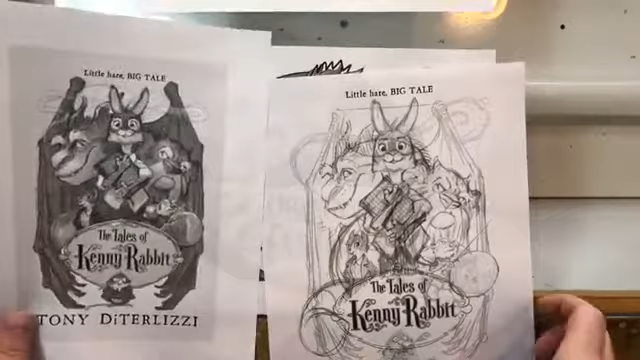 Little hare, BIG TALE
The Tales of
Kenny Rabbit
TONY DiTERLIZZI
Little hare, BIG TALE
The Tales of
Kenny Rabbit